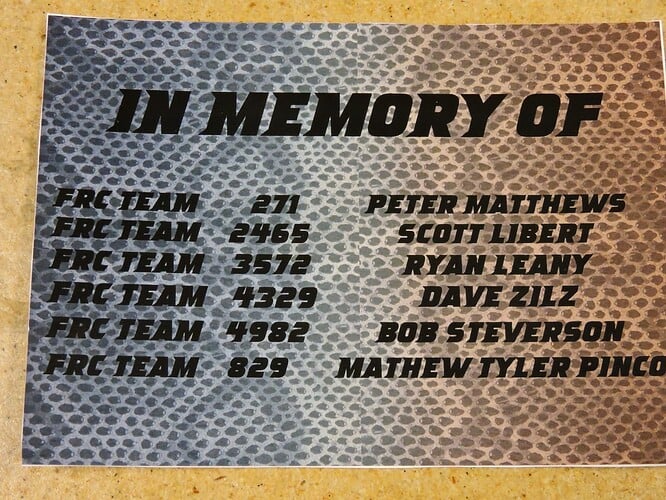 IN MEMORY OF
FRC TEAM 271 PETER MATTHEWS
FRC TEAM 2465 SCOTT LIBERT
FRC TEAM 3572 RYAN LEANY
FRC TEAM 4329 DAVE ZILZ
FRC TEAM 4982 BOB STEVERSON
FRC TEAM 829 MATHEW TYLER PINCO